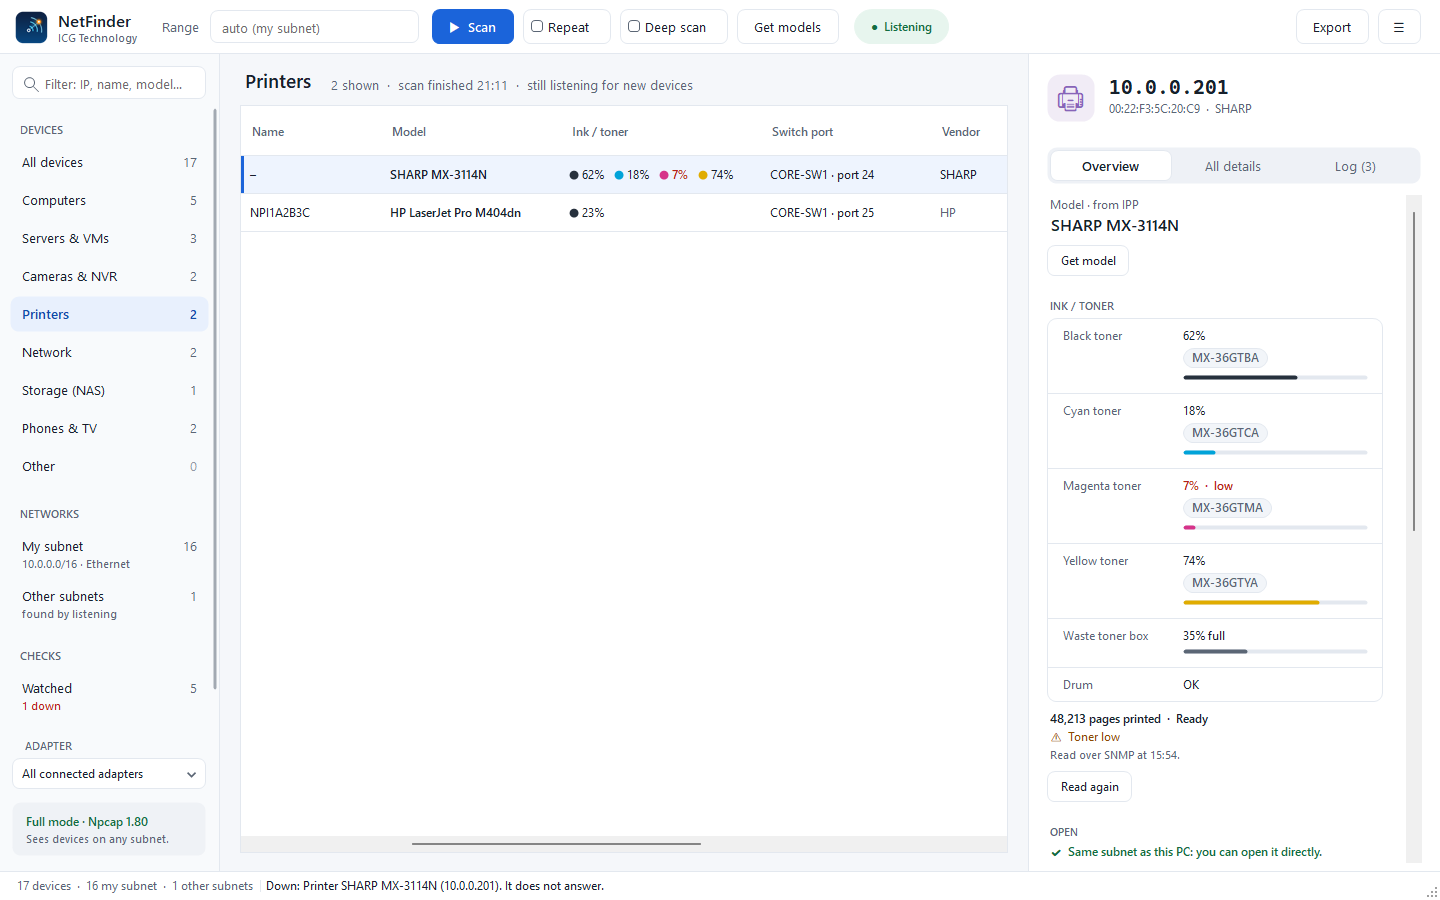 NetFinder
ICG Technology
Range
auto (my subnet)
Scan
Repeat
Deep scan
Get models
Listening
Export
Filter: IP, name, model...
DEVICES
All devices 17
Computers 5
Servers & VMs 3
Cameras & NVR 2
Printers 2
Network 2
Storage (NAS) 1
Phones & TV 2
Other 0
NETWORKS
My subnet 16
10.0.0.0/16 · Ethernet
Other subnets 1
found by listening
CHECKS
Watched 5
1 down
ADAPTER
All connected adapters
Full mode · Npcap 1.80
Sees devices on any subnet.
Printers 2 shown · scan finished 21:11 · still listening for new devices
Name Model Ink / toner Switch port Vendor
– SHARP MX-3114N 62% 18% 7% 74% CORE-SW1 · port 24 SHARP
NPI1A2B3C HP LaserJet Pro M404dn 23% CORE-SW1 · port 25 HP
10.0.0.201
00:22:F3:5C:20:C9 · SHARP
Overview All details Log (3)
Model · from IPP
SHARP MX-3114N
Get model
INK / TONER
Black toner 62%
MX-36GTBA
Cyan toner 18%
MX-36GTCA
Magenta toner 7% · low
MX-36GTMA
Yellow toner 74%
MX-36GTYA
Waste toner box 35% full
Drum OK
48,213 pages printed · Ready
⚠ Toner low
Read over SNMP at 15:54.
Read again
OPEN
✓ Same subnet as this PC: you can open it directly.
17 devices · 16 my subnet · 1 other subnets Down: Printer SHARP MX-3114N (10.0.0.201). It does not answer.